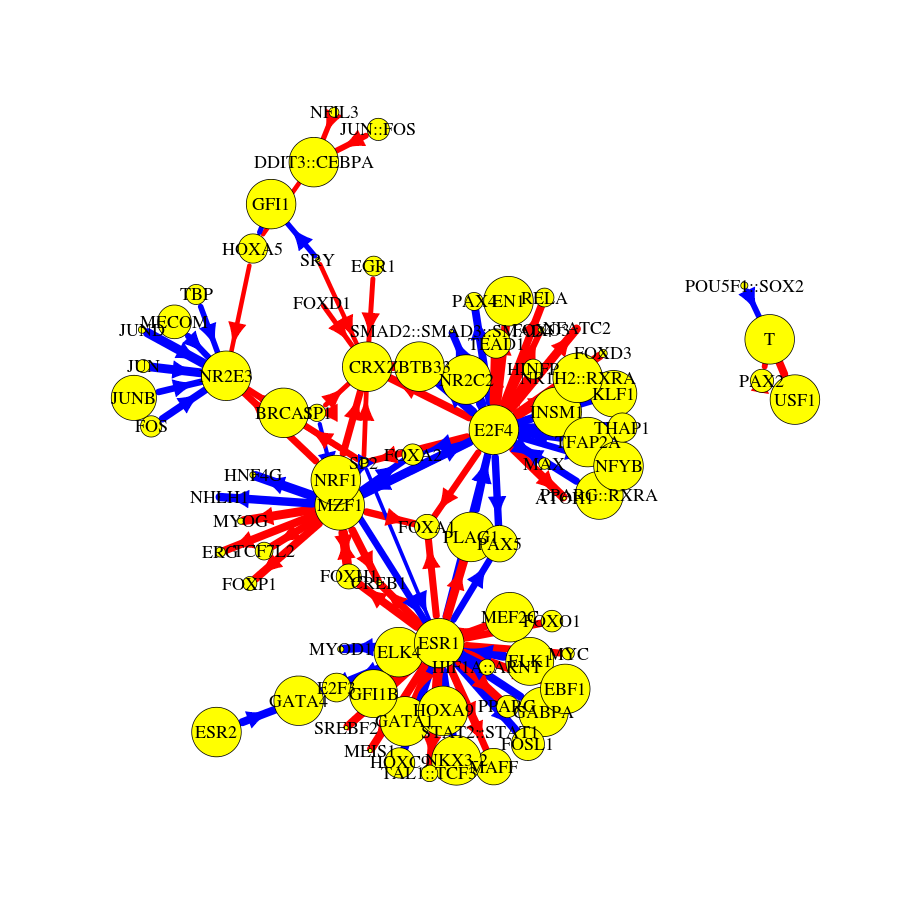 NFIL3
JUN::FOS
DDIT3::CEBPA
GFI1
HOXA5
SRY
EGR1
POU5F1::SOX2
TBP
FOXD1
PAX4
EN1
RELA
MECOM
JUND
SMAD2::SMAD3::SMAD4
NFATC2
TEAD1
T
FOXD3
JUN
NR2E3
CRX
ZBTB33
HINFP
NR2C2
NR1H2::RXRA
PAX2
KLF1
JUNB
USF1
BRCA1
SP1
INSM1
FOS
E2F4
THAP1
TFAP2A
FOXA2
SP2
MAX
NFYB
HNF4G
NRF1
NHLH1
PPARG::RXRA
ATOH1
MZF1
MYOG
FOXA1
PLAG1
PAX5
ERG
TCF7L2
FOXP1
FOXH1
CREB1
MEF2C
FOXO1
ESR1
MYOD1
ELK4
MYC
ELK1
HIF1A::ARNT
E2F3
GFI1B
EBF1
GATA4
PPARG
HOXA9
GABPA
GATA1
SREBF2
ESR2
STAT2::STAT1
FOSL1
MEIS1
HOXC9
NKX3-2
MAFF
TAL1::TCF3